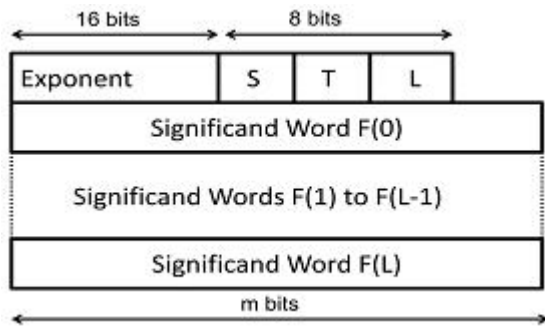 16 bits 8 bits
Exponent S T L
Significand Word F(0)
Significand Words F(1) to F(L-1)
Significand Word F(L)
m bits